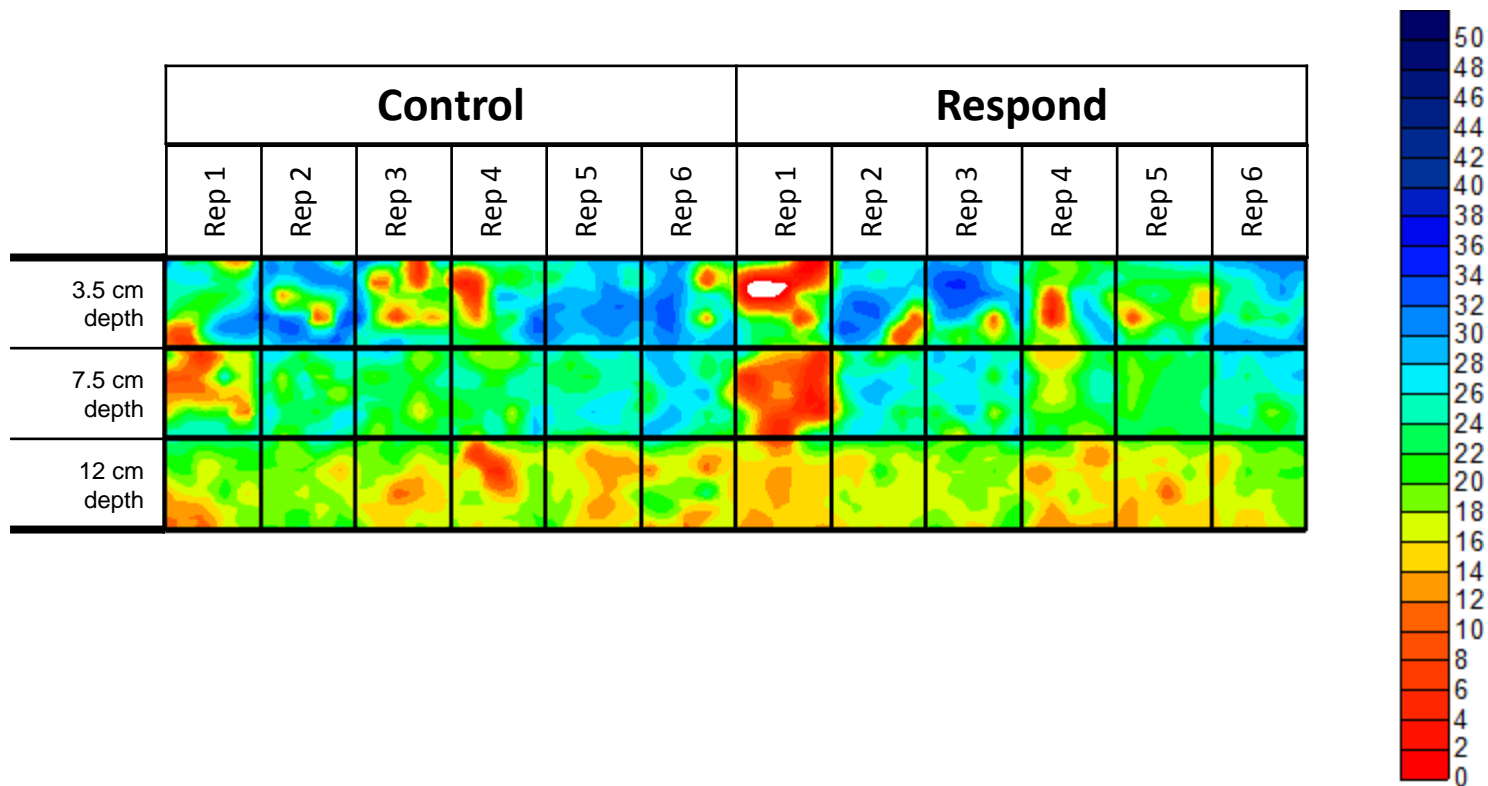 Control
Respond
Rep 1
Rep 2
Rep 3
Rep 4
Rep 5
Rep 6
Rep 1
Rep 2
Rep 3
Rep 4
Rep 5
Rep 6
3.5 cm
depth
7.5 cm
depth
12 cm
depth
50
48
46
44
42
40
38
36
34
32
30
28
26
24
22
20
18
16
14
12
10
8
6
4
2
0